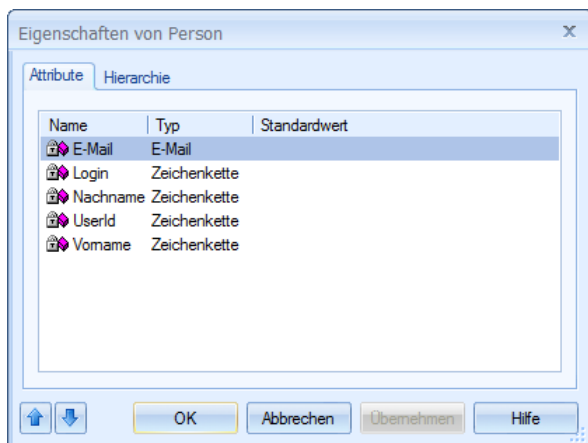 Eigenschaften von Person
Attribute Hierarchie
Name Typ Standardwert
E-Mail E-Mail
Login Zeichenkette
Nachname Zeichenkette
UserId Zeichenkette
Vorname Zeichenkette
OK Abbrechen Übernehmen Hilfe